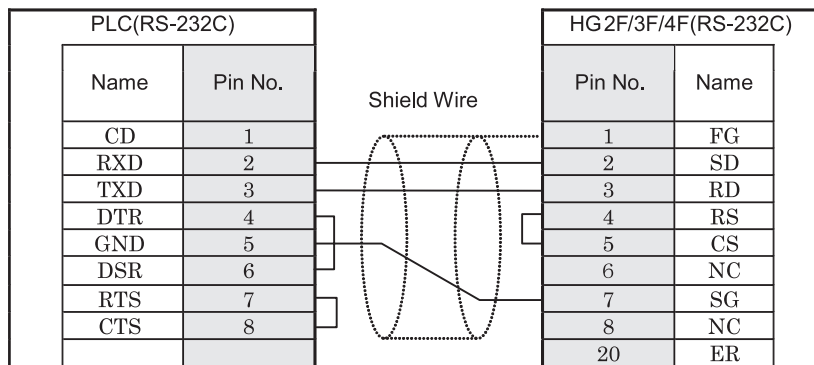 PLC(RS-232C) HG2F/3F/4F(RS-232C)
Name Pin No. Shield Wire Pin No. Name
CD 1 1 FG
RXD 2 2 SD
TXD 3 3 RD
DTR 4 4 RS
GND 5 5 CS
DSR 6 6 NC
RTS 7 7 SG
CTS 8 8 NC
20 ER